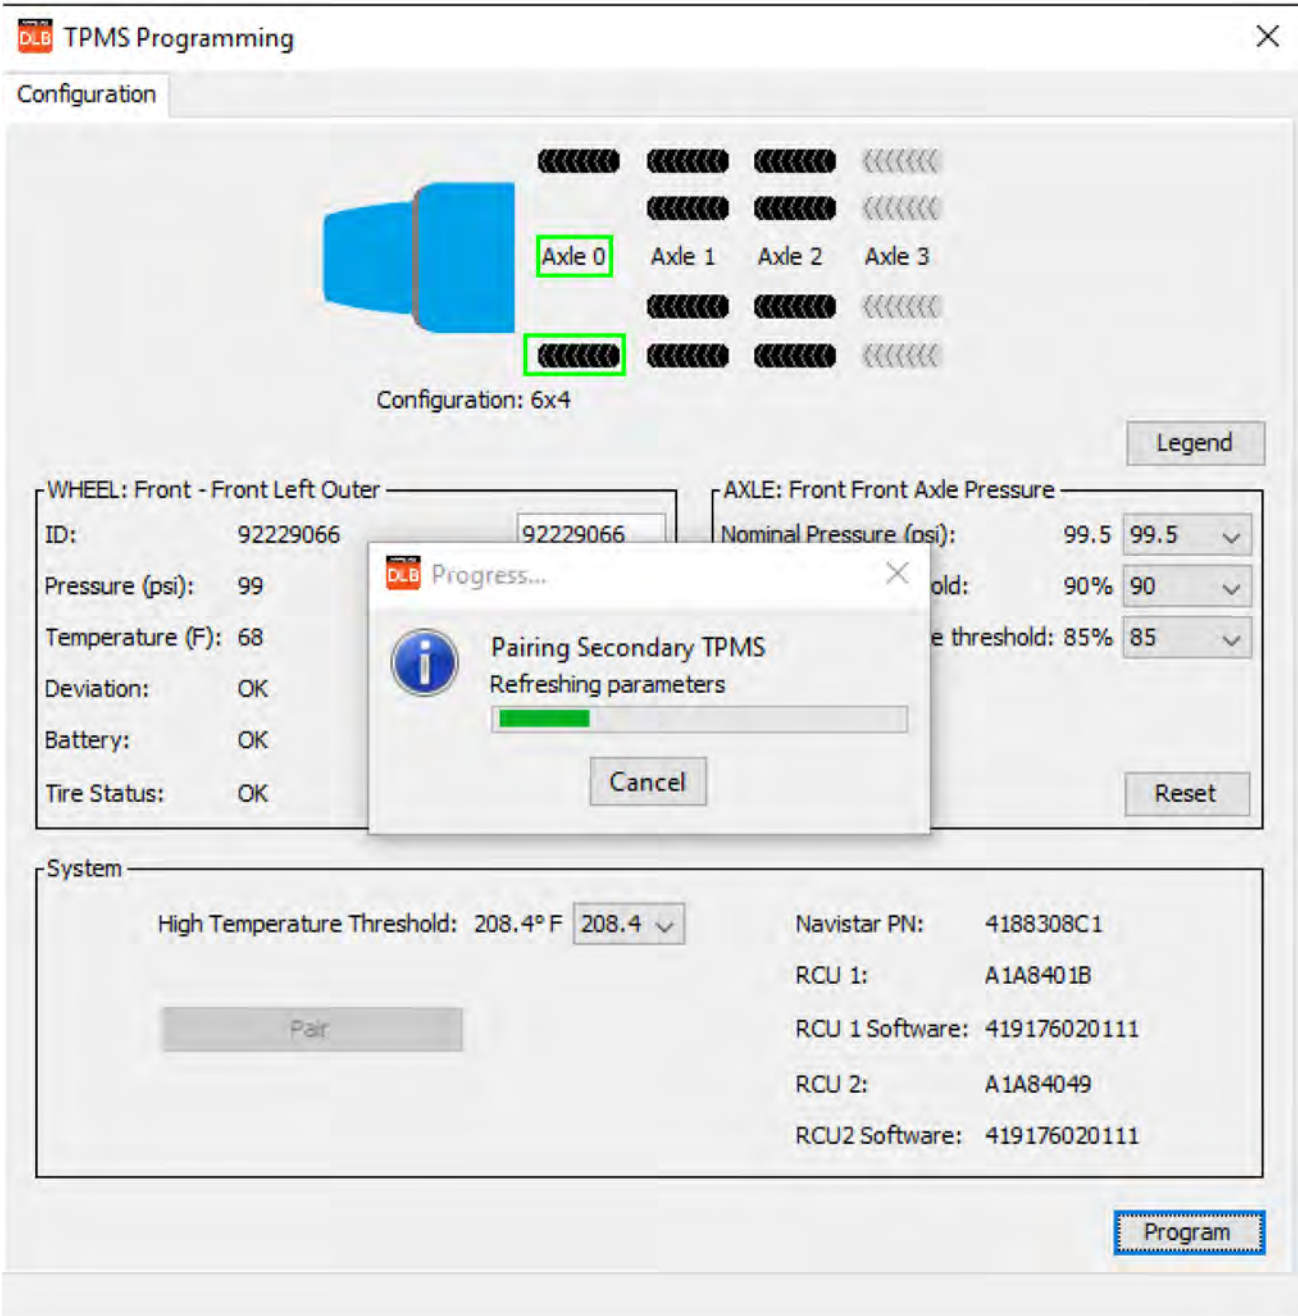 DLB TPMS Programming
Configuration
Axle 0 Axle 1 Axle 2 Axle 3
Configuration: 6x4
Legend
WHEEL: Front - Front Left Outer
ID: 92229066 92229066
Pressure (psi): 99
Temperature (F): 68
Deviation: OK
Battery: OK
Tire Status: OK
AXLE: Front Front Axle Pressure
Nominal Pressure (psi): 99.5 99.5
old: 90% 90
e threshold: 85% 85
Reset
DLB Progress...
Pairing Secondary TPMS
Refreshing parameters
Cancel
System
High Temperature Threshold: 208.4° F 208.4
Pair
Navistar PN: 4188308C1
RCU 1: A1A8401B
RCU 1 Software: 419176020111
RCU 2: A1A84049
RCU2 Software: 419176020111
Program